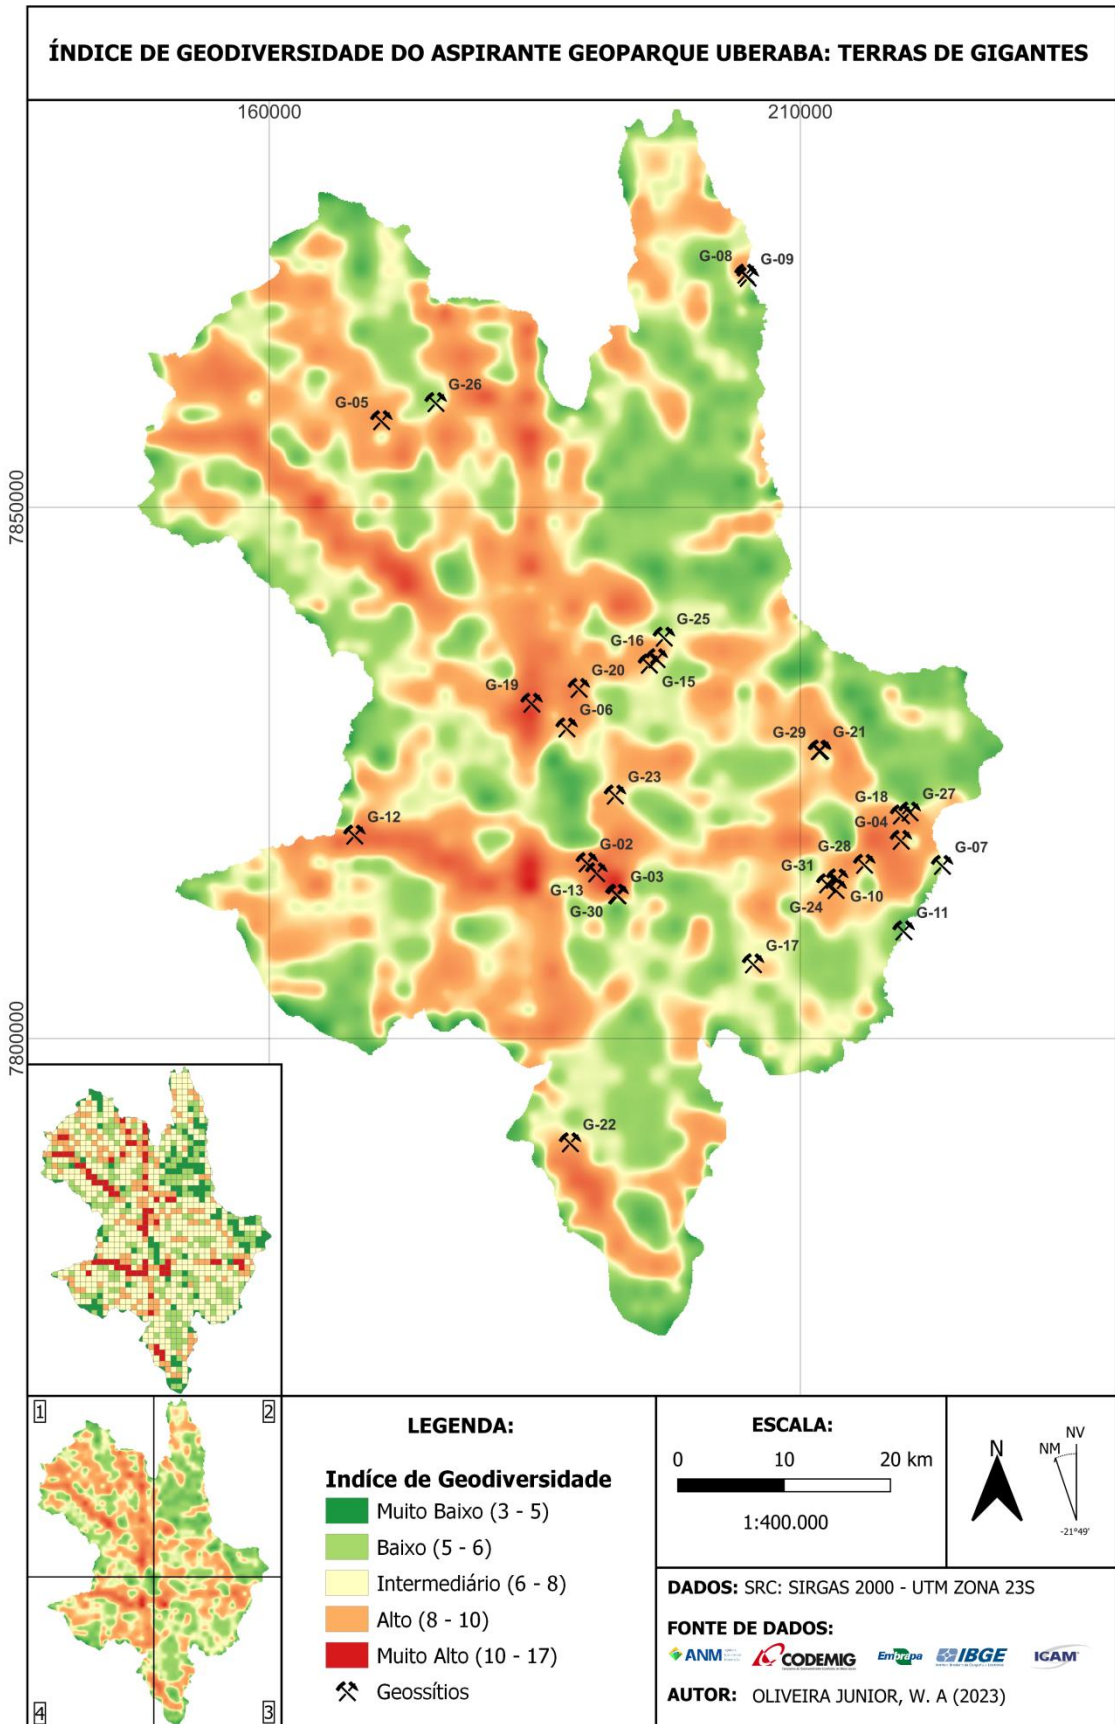 ÍNDICE DE GEODIVERSIDADE DO ASPIRANTE GEOPARQUE UBERABA: TERRAS DE GIGANTES
160000
210000
G-08
G-09
G-26
G-05
7850000
G-25
G-16
G-15
G-20
G-19
G-06
G-29
G-21
G-23
G-18
G-27
G-04
G-12
G-02
G-28
G-07
G-31
G-13
G-03
G-30
G-24
G-10
G-11
G-17
7800000
G-22
1
2
4
3
LEGENDA:
Indíce de Geodiversidade
Muito Baixo (3 - 5)
Baixo (5 - 6)
Intermediário (6 - 8)
Alto (8 - 10)
Muito Alto (10 - 17)
Geossítios
ESCALA:
0 10 20 km
1:400.000
N
NM
NV
-21°49'
DADOS: SRC: SIRGAS 2000 - UTM ZONA 23S
FONTE DE DADOS:
ANM CODEMIG Embrapa IBGE IGAM
AUTOR: OLIVEIRA JUNIOR, W. A (2023)